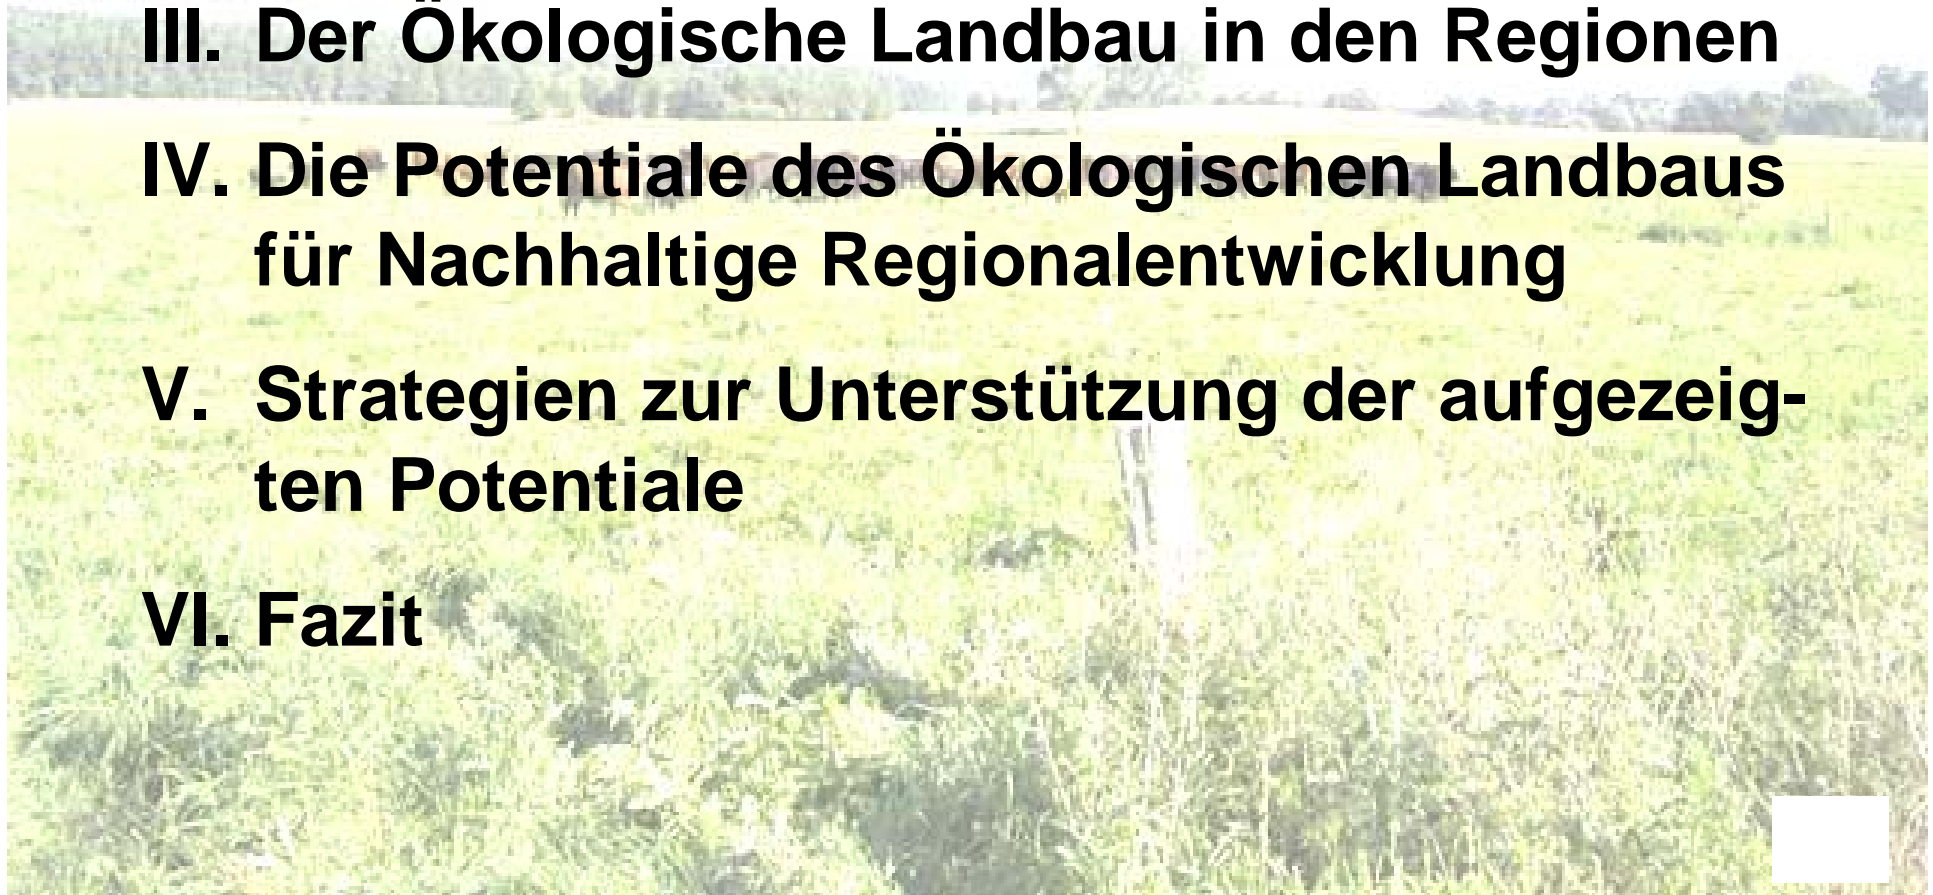 III. Der Ökologische Landbau in den Regionen
IV. Die Potentiale des Ökologischen Landbaus
für Nachhaltige Regionalentwicklung
V. Strategien zur Unterstützung der aufgezeig-
ten Potentiale
VI. Fazit